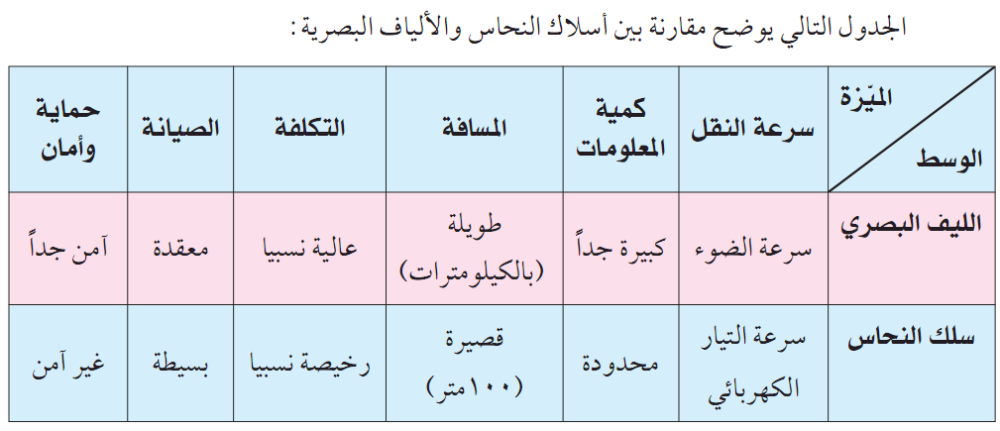 الجدول التالي يوضح مقارنة بين أسلاك النحاس والألياف البصرية:
الميّزة
الوسط
سرعة النقل
كمية
المعلومات
المسافة
التكلفة
الصيانة
حماية
وأمان
الليف البصري
سرعة الضوء
كبيرة جداً
طويلة
(بالكيلومترات)
عالية نسبيا
معقدة
آمن جداً
سلك النحاس
سرعة التيار
الكهربائي
محدودة
قصيرة
(١٠٠متر)
رخيصة نسبيا
بسيطة
غير آمن